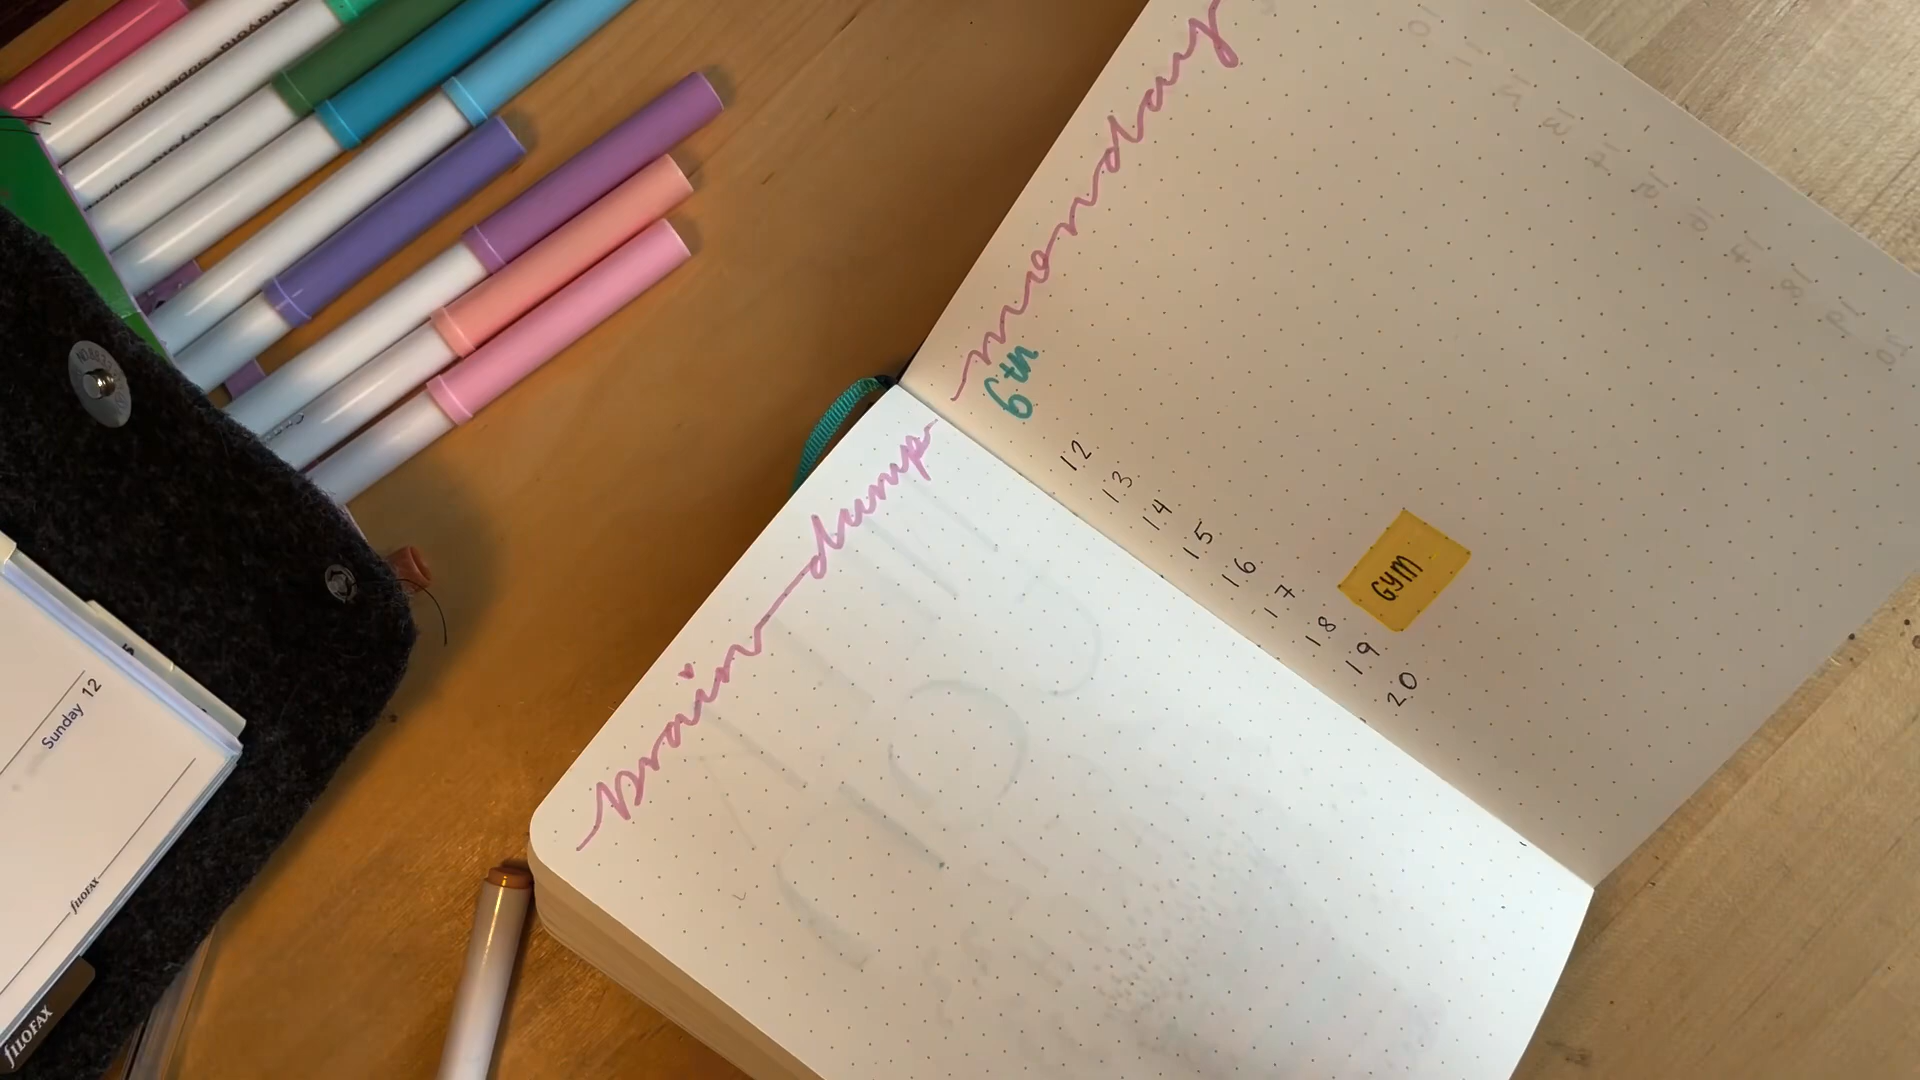 monday
6th
12
13
14
15
16
17
18
19
20
GYM
brain dump
Sunday 12
filofax
filofax